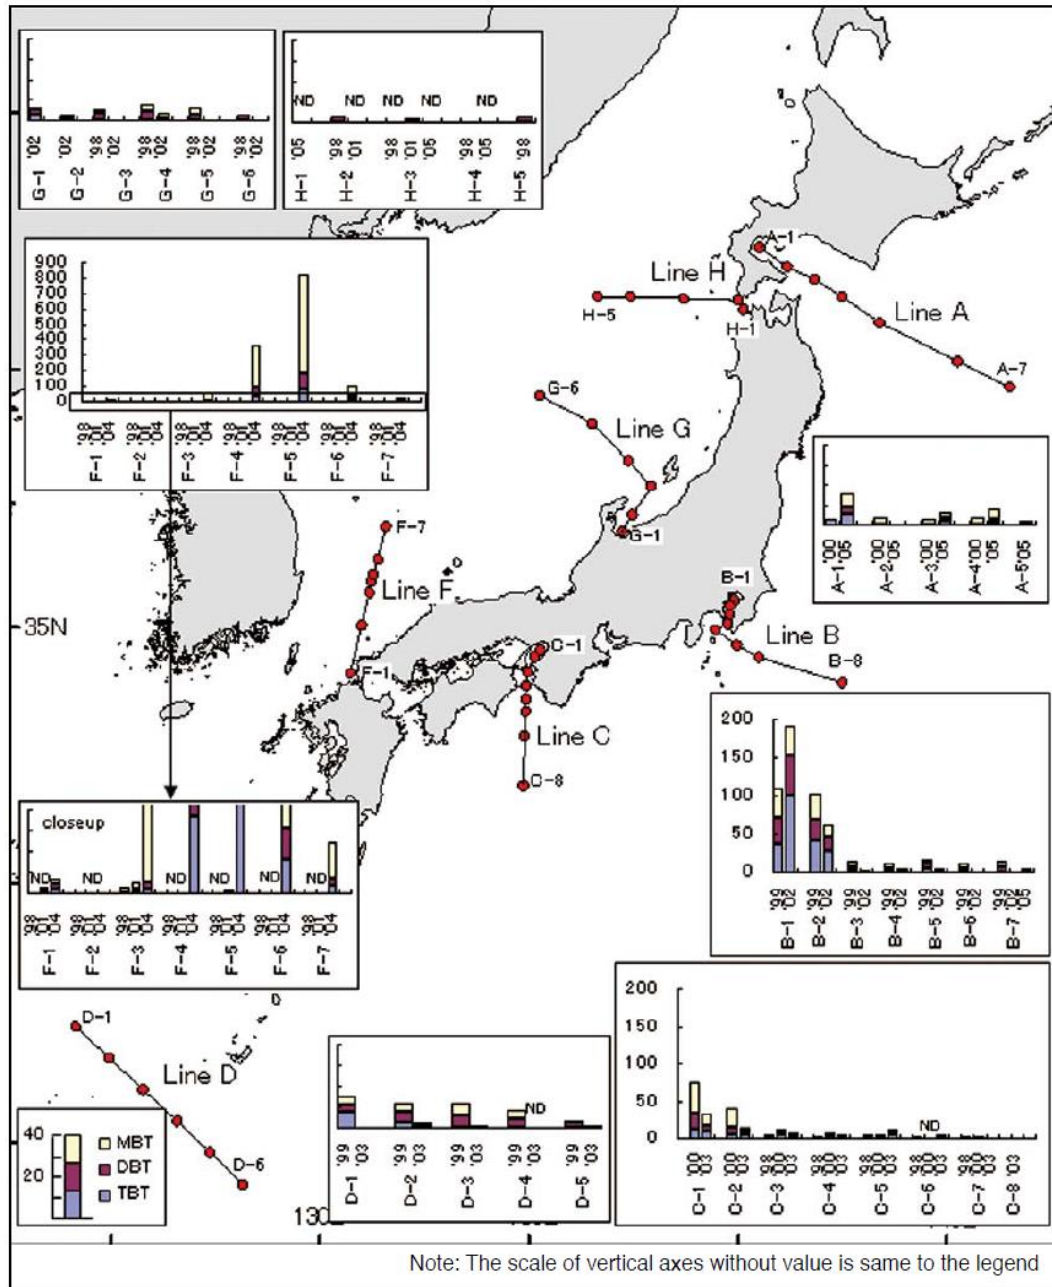 ND ND ND ND ND
'02 '02 '98 '02 '98 '02 '98 '02 '98 '02
G-1 G-2 G-3 G-4 G-5 G-6
'05 '98 '01 '98 '01 '05 '98 '05 '98
H-1 H-2 H-3 H-4 H-5
900
800
700
600
500
400
300
200
100
0
'98 '01 '04 '98 '01 '04 '98 '01 '04 '98 '01 '04 '98 '01 '04 '98 '01 '04 '98 '01 '04
F-1 F-2 F-3 F-4 F-5 F-6 F-7
A-1
Line H
H-5
H-1
Line A
A-7
G-6
Line G
G-1
'00 '05 '00 '05 '00 '05 '00 '05 '05
A-1 A-2 A-3 A-4 A-5
F-7
Line F
F-1
35N
B-1
Line B
B-8
C-1
Line C
C-8
200
150
100
50
0
'99 '02 '99 '02 '99 '02 '99 '02 '99 '02 '99 '02 '99 '02 '05
B-1 B-2 B-3 B-4 B-5 B-6 B-7
closeup
ND ND ND ND ND ND
'98 '01 '04 '98 '01 '04 '98 '01 '04 '98 '01 '04 '98 '01 '04 '98 '01 '04 '98 '01 '04
F-1 F-2 F-3 F-4 F-5 F-6 F-7
D-1
Line D
D-6
40
20
MBT
DBT
TBT
ND
'99 '99 '03 '99 '03 '99 '03 '99 '03
D-1 D-2 D-3 D-4 D-5
200
150
100
50
0
ND
'00 '03 '00 '03 '98 '00 '03 '98 '00 '03 '98 '00 '03 '98 '00 '03 '98 '00 '03 '98 '03
C-1 C-2 C-3 C-4 C-5 C-6 C-7 C-8
Note: The scale of vertical axes without value is same to the legend